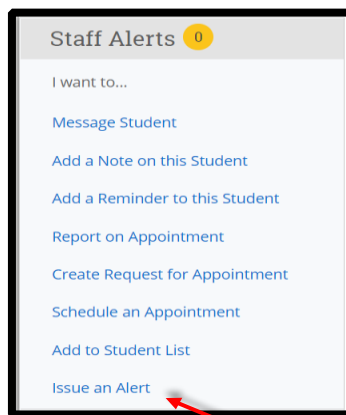 Staff Alerts 0
I want to...
Message Student
Add a Note on this Student
Add a Reminder to this Student
Report on Appointment
Create Request for Appointment
Schedule an Appointment
Add to Student List
Issue an Alert